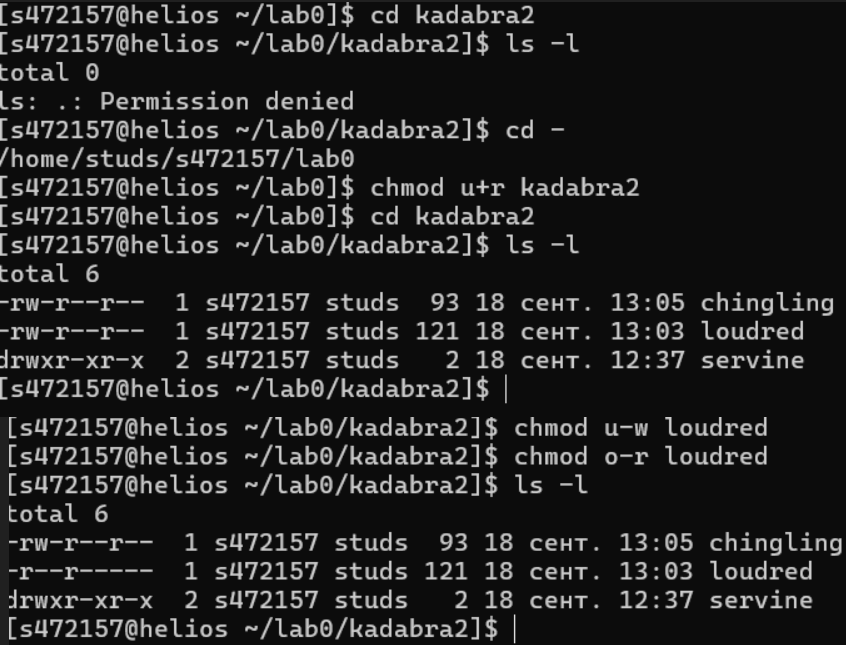 [s472157@helios ~/lab0]$ cd kadabra2
[s472157@helios ~/lab0/kadabra2]$ ls -l
total 0
ls: .: Permission denied
[s472157@helios ~/lab0/kadabra2]$ cd -
/home/studs/s472157/lab0
[s472157@helios ~/lab0]$ chmod u+r kadabra2
[s472157@helios ~/lab0]$ cd kadabra2
[s472157@helios ~/lab0/kadabra2]$ ls -l
total 6
-rw-r--r--  1 s472157 studs   93 18 сент. 13:05 chingling
-rw-r--r--  1 s472157 studs  121 18 сент. 13:03 loudred
drwxr-xr-x  2 s472157 studs    2 18 сент. 12:37 servine
[s472157@helios ~/lab0/kadabra2]$
[s472157@helios ~/lab0/kadabra2]$ chmod u-w loudred
[s472157@helios ~/lab0/kadabra2]$ chmod o-r loudred
[s472157@helios ~/lab0/kadabra2]$ ls -l
total 6
-rw-r--r--  1 s472157 studs   93 18 сент. 13:05 chingling
-r--r-----  1 s472157 studs  121 18 сент. 13:03 loudred
drwxr-xr-x  2 s472157 studs    2 18 сент. 12:37 servine
[s472157@helios ~/lab0/kadabra2]$